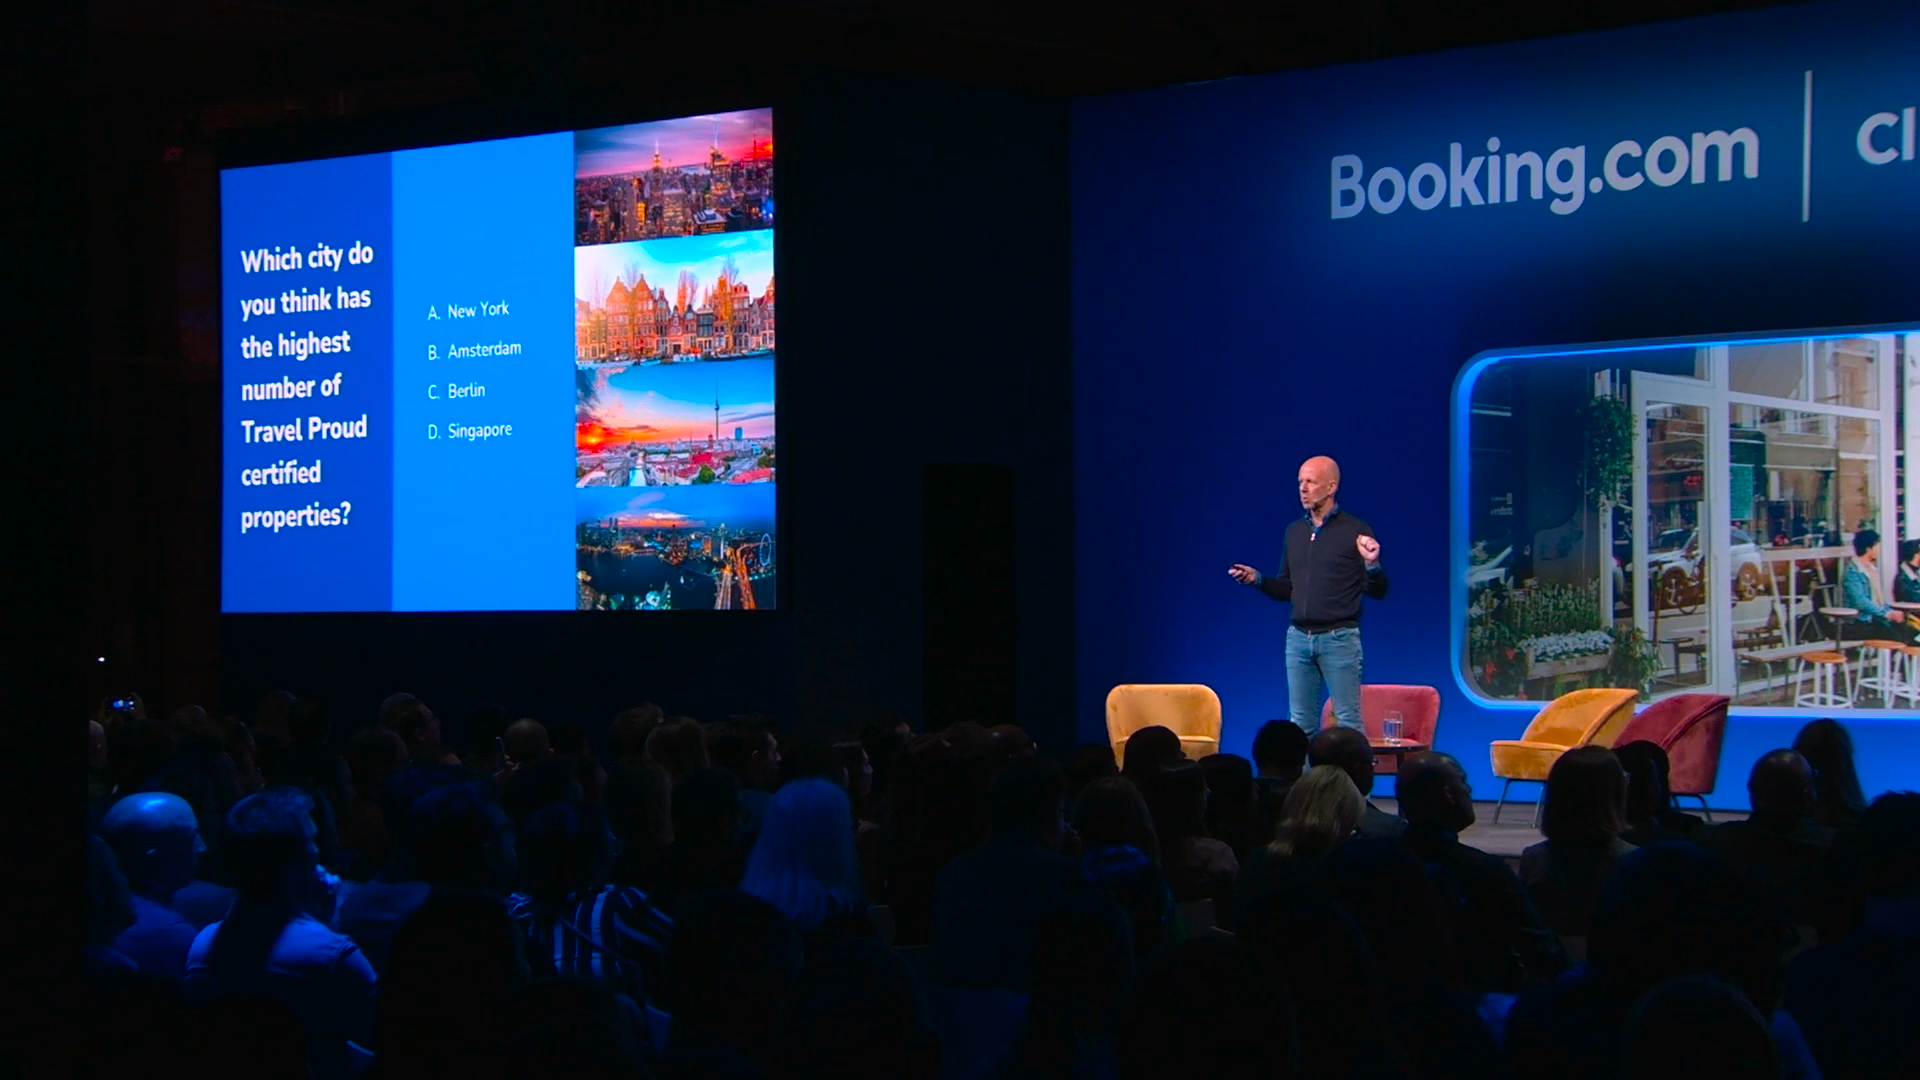 Which city do
you think has
the highest
number of
Travel Proud
certified
properties?
A. New York
B. Amsterdam
C. Berlin
D. Singapore
Booking.com | Cl